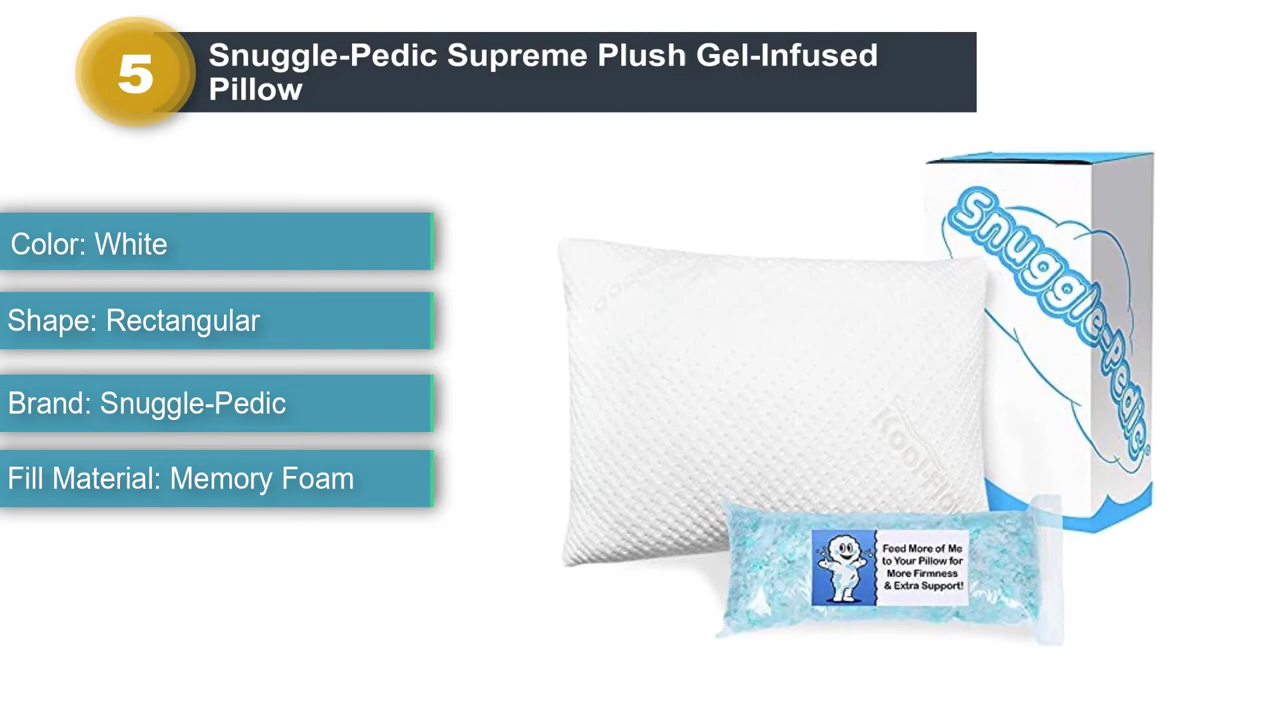 5
Snuggle-Pedic Supreme Plush Gel-Infused
Pillow
Color: White
Shape: Rectangular
Brand: Snuggle-Pedic
Fill Material: Memory Foam
Snuggle-Pedic®
Feed More of Me
to Your Pillow for
More Firmness
& Extra Support!